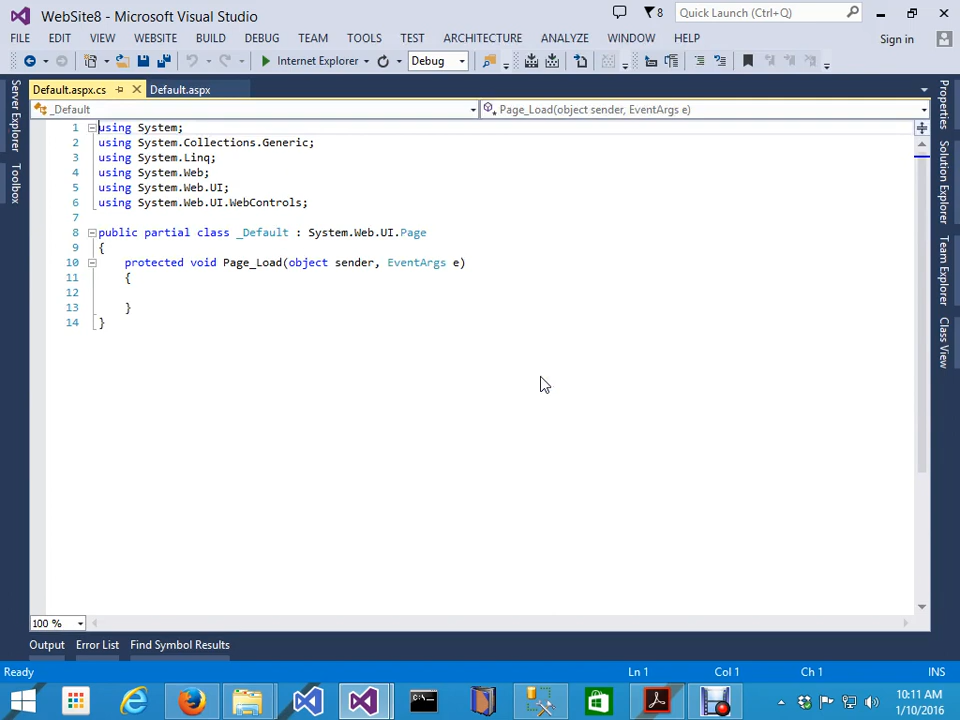 WebSite8 - Microsoft Visual Studio
8
Quick Launch (Ctrl+Q)
FILE EDIT VIEW WEBSITE BUILD DEBUG TEAM TOOLS TEST ARCHITECTURE ANALYZE WINDOW HELP Sign in
Internet Explorer Debug
Default.aspx.cs Default.aspx
_Default Page_Load(object sender, EventArgs e)
1 using System;
2 using System.Collections.Generic;
3 using System.Linq;
4 using System.Web;
5 using System.Web.UI;
6 using System.Web.UI.WebControls;
7
8 public partial class _Default : System.Web.UI.Page
9 {
10 protected void Page_Load(object sender, EventArgs e)
11 {
12
13 }
14 }
Server Explorer
Toolbox
Properties
Solution Explorer
Team Explorer
Class View
100 %
Output Error List Find Symbol Results
Ready Ln 1 Col 1 Ch 1 INS
10:11 AM
1/10/2016